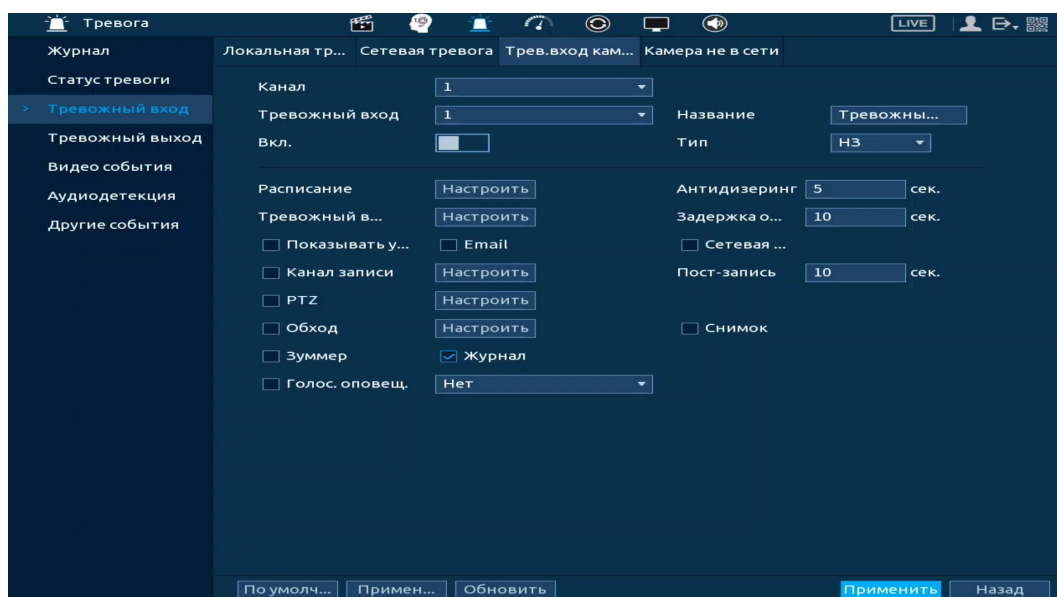 Тревога LIVE
Журнал
Статус тревоги
Тревожный вход
Тревожный выход
Видео события
Аудиодетекция
Другие события
Локальная тр... Сетевая тревога Трев.вход кам... Камера не в сети
Канал 1
Тревожный вход 1 Название Тревожны...
Вкл. Тип НЗ
Расписание Настроить Антидизеринг 5 сек.
Тревожный в... Настроить Задержка о... 10 сек.
Показывать у... Email Сетевая ...
Канал записи Настроить Пост-запись 10 сек.
PTZ Настроить
Обход Настроить Снимок
Зуммер Журнал
Голос. оповещ. Нет
По умолч... Примен... Обновить Применить Назад